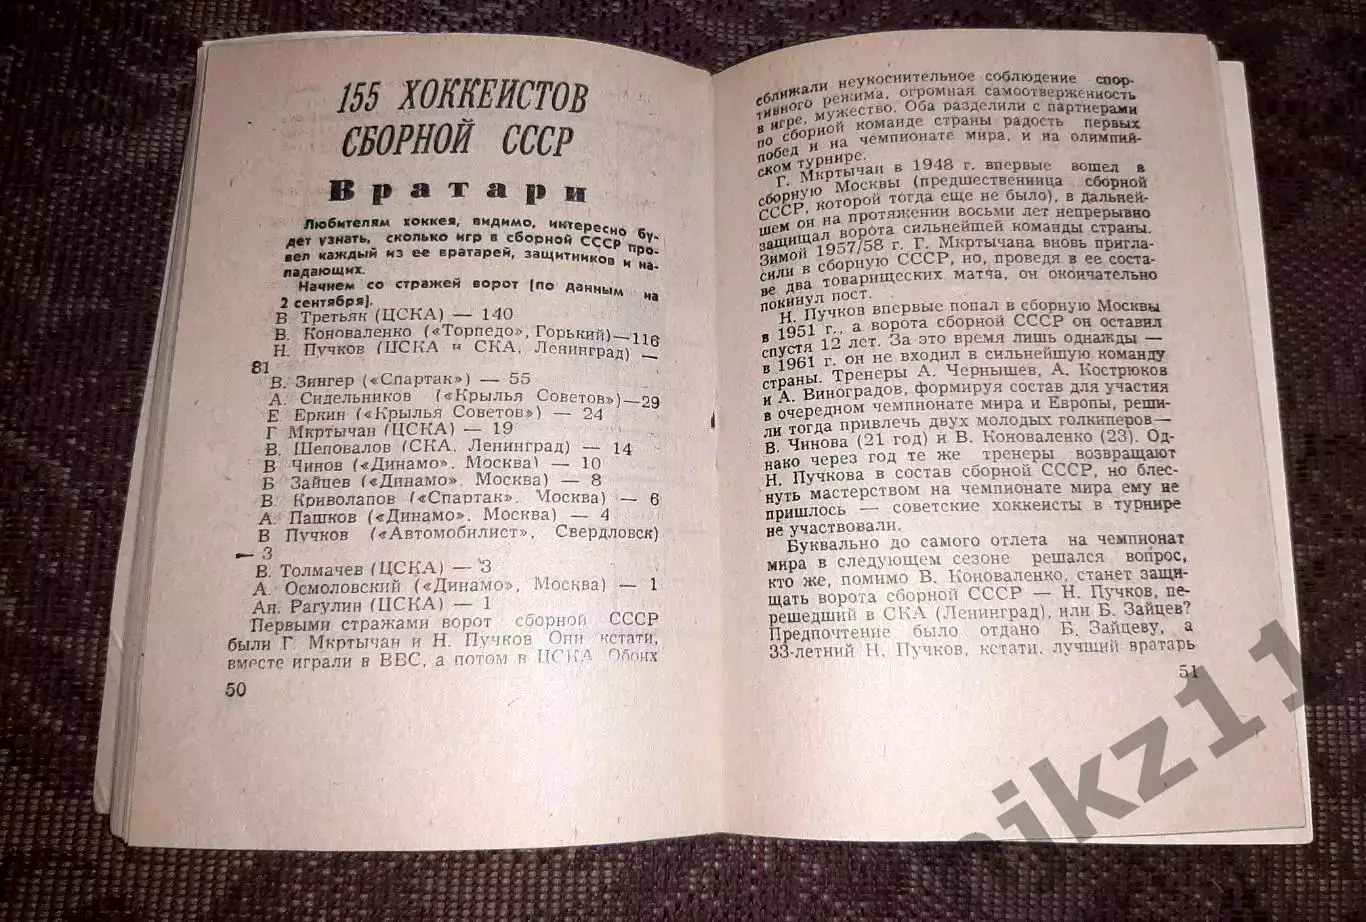 155 ХОККЕИСТОВ
СБОРНОЙ СССР
Вратари
Любителям хоккея, видимо, интересно бу-
дет узнать, сколько игр в сборной СССР про-
вел каждый из ее вратарей, защитников и на-
падающих.
Начнем со стражей ворот (по данным на
2 сентября).
В. Третьяк (ЦСКА) — 140
В. Коноваленко («Торпедо», Горький)—116
Н. Пучков (ЦСКА и СКА, Ленинград) —
81
В. Зингер («Спартак») — 55
А. Сидельников («Крылья Советов»)—29
Е. Еркин («Крылья Советов») — 24
Г Мкртычан (ЦСКА) — 19
В. Шеповалов (СКА, Ленинград) — 14
В Чинов («Динамо». Москва) — 10
Б Зайцев («Динамо». Москва) — 8
В. Криволапов («Спартак». Москва) — 6
А. Пашков («Динамо». Москва) — 4
В Пучков («Автомобилист», Свердловск)
— 3
В. Толмачев (ЦСКА) — 3
А. Осмоловский («Динамо», Москва) — 1
Ан. Рагулин (ЦСКА) — 1
Первыми стражами ворот сборной СССР
были Г. Мкртычан и Н. Пучков Они кстати,
вместе играли в ВВС, а потом в ЦСКА Обоих
50
сближали неукоснительное соблюдение спор-
тивного режима, огромная самоотверженность
в игре, мужество. Оба разделили с партнерами
по сборной команде страны радость первых
побед и на чемпионате мира, и на олимпий-
ском турнире.
Г. Мкртычан в 1948 г. впервые вошел в
сборную Москвы (предшественница сборной
СССР, которой тогда еще не было), в дальней-
шем он на протяжении восьми лет непрерывно
защищал ворота сильнейшей команды страны.
Зимой 1957/58 г. Г. Мкртычана вновь пригла-
сили в сборную СССР, но, проведя в ее соста-
ве два товарищеских матча, он окончательно
покинул пост.
Н. Пучков впервые попал в сборную Москвы
в 1951 г., а ворота сборной СССР он оставил
спустя 12 лет. За это время лишь однажды —
в 1961 г. он не входил в сильнейшую команду
страны. Тренеры А. Чернышев, А. Кострюков
и А. Виноградов, формируя состав для участия
в очередном чемпионате мира и Европы, реши-
ли тогда привлечь двух молодых голкиперов—
В. Чинова (21 год) и В. Коноваленко (23). Од-
нако через год те же тренеры возвращают
Н. Пучкова в состав сборной СССР, но блес-
нуть мастерством на чемпионате мира ему не
пришлось — советские хоккеисты в турнире
не участвовали.
Буквально до самого отлета на чемпионат
мира в следующем сезоне решался вопрос,
кто же, помимо В. Коноваленко, станет защи-
щать ворота сборной СССР — Н. Пучков, пе-
решедший в СКА (Ленинград), или Б. Зайцев?
Предпочтение было отдано Б. Зайцеву, а
33-летний Н. Пучков, кстати, лучший вратарь
51